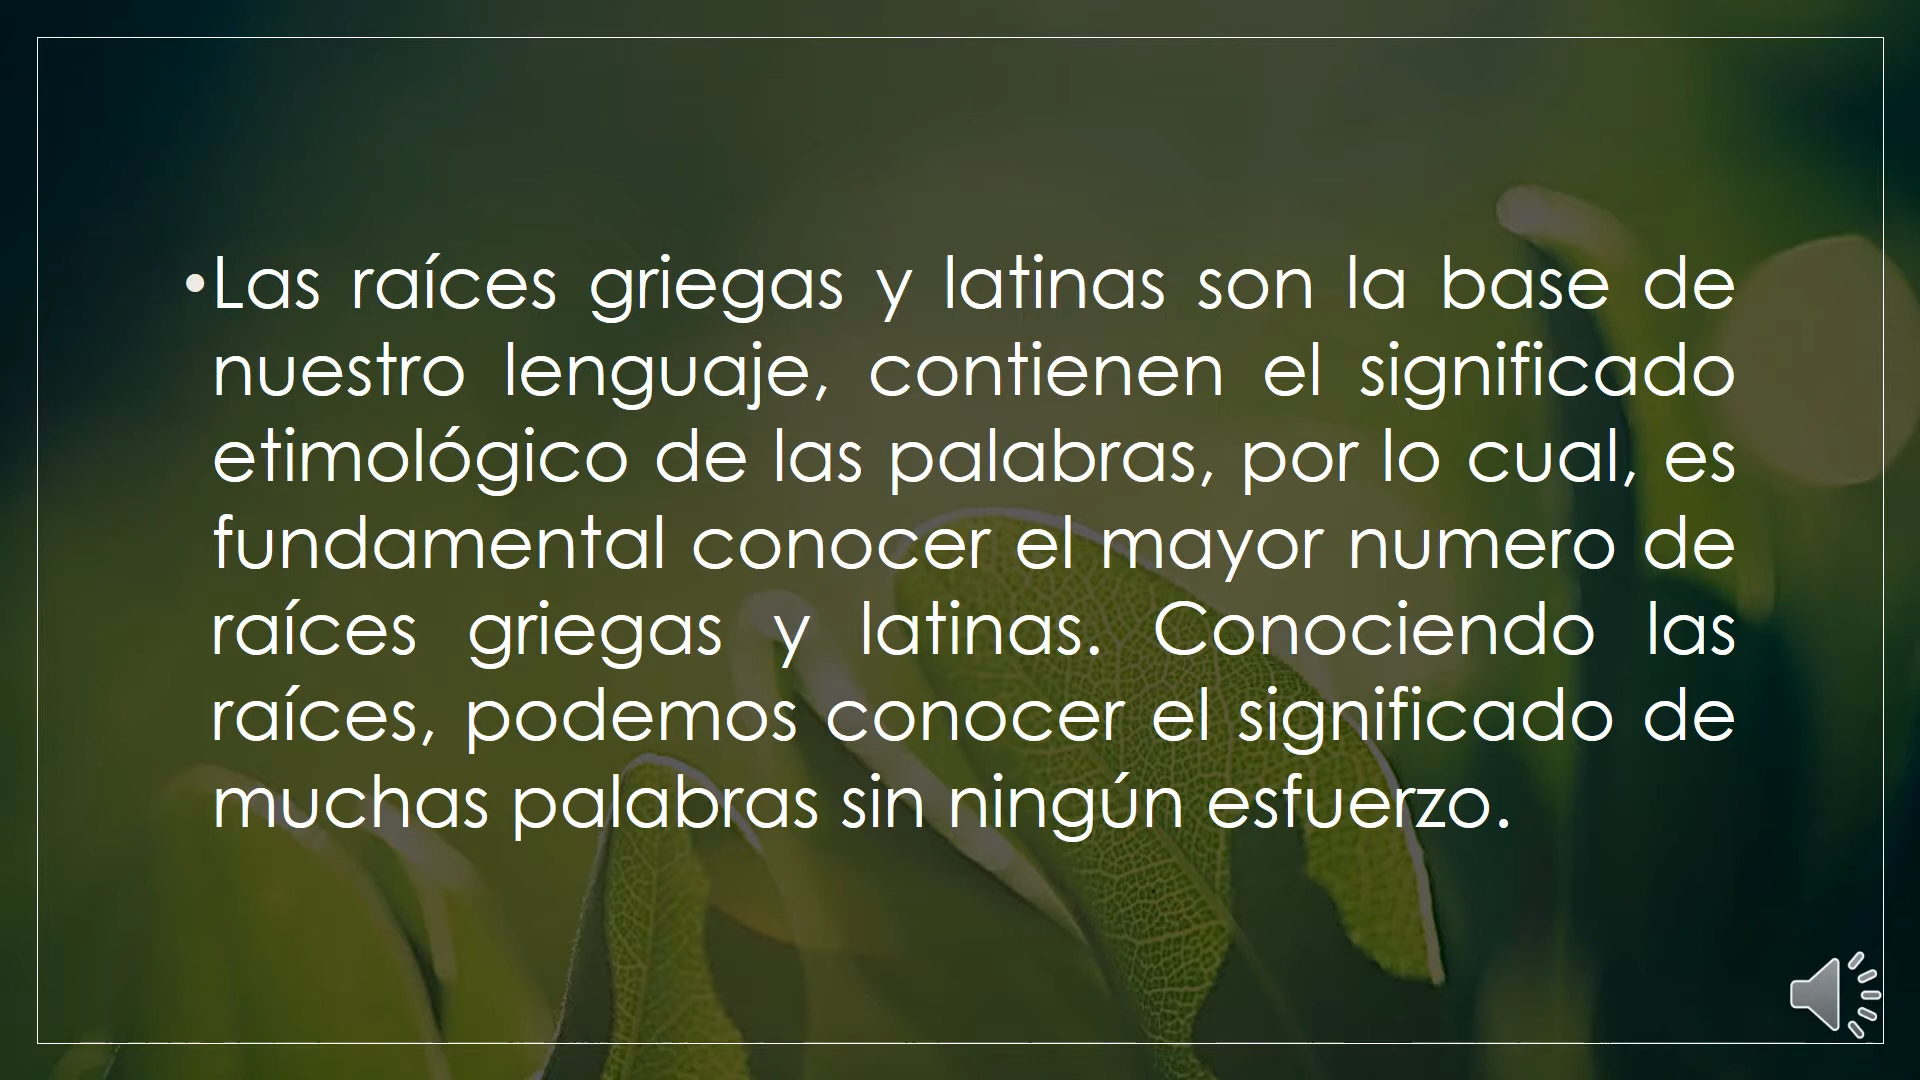 •Las raíces griegas y latinas son la base de
nuestro lenguaje, contienen el significado
etimológico de las palabras, por lo cual, es
fundamental conocer el mayor numero de
raíces griegas y latinas. Conociendo las
raíces, podemos conocer el significado de
muchas palabras sin ningún esfuerzo.